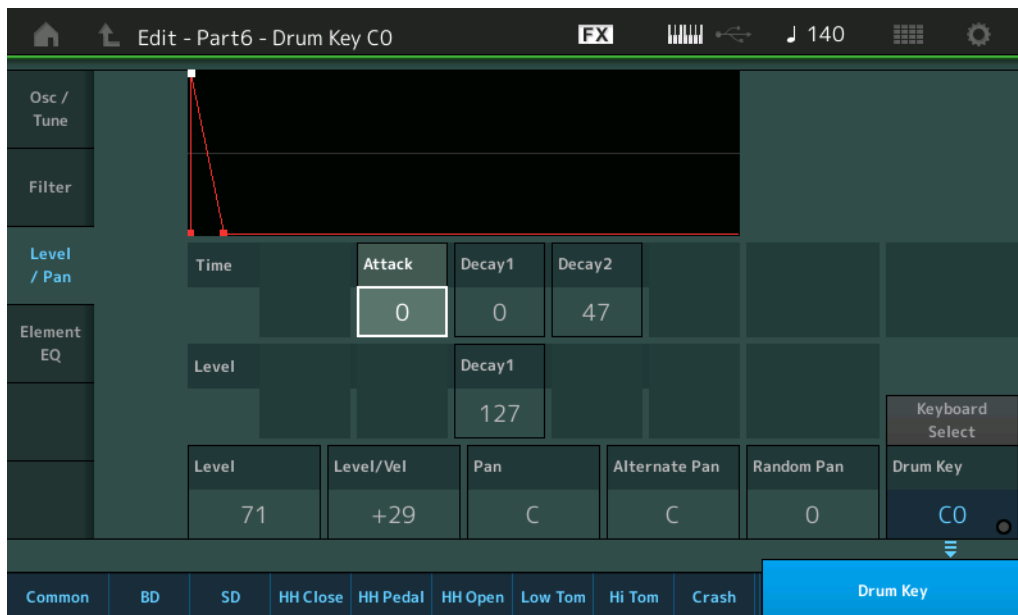 Edit - Part6 - Drum Key C0
FX
♩ 140
Osc /
Tune
Filter
Level
/ Pan
Element
EQ
Time
Attack
Decay1
Decay2
0
0
47
Level
Decay1
127
Keyboard
Select
Level
Level/Vel
Pan
Alternate Pan
Random Pan
Drum Key
71
+29
C
C
0
C0
Common
BD
SD
HH Close
HH Pedal
HH Open
Low Tom
Hi Tom
Crash
Drum Key